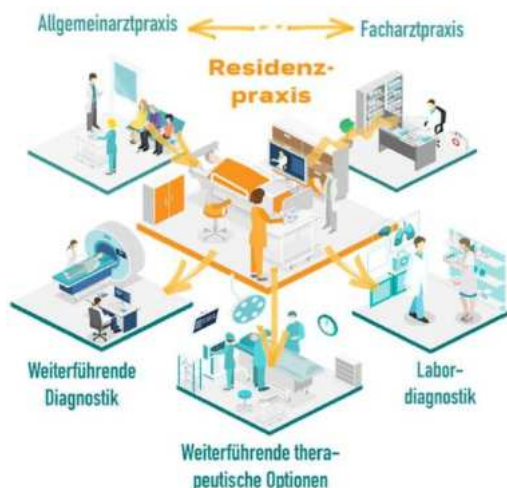 Allgemeinarztpraxis
Facharztpraxis
Residenz-
praxis
Weiterführende
Diagnostik
Labor-
diagnostik
Weiterführende thera-
peutische Optionen